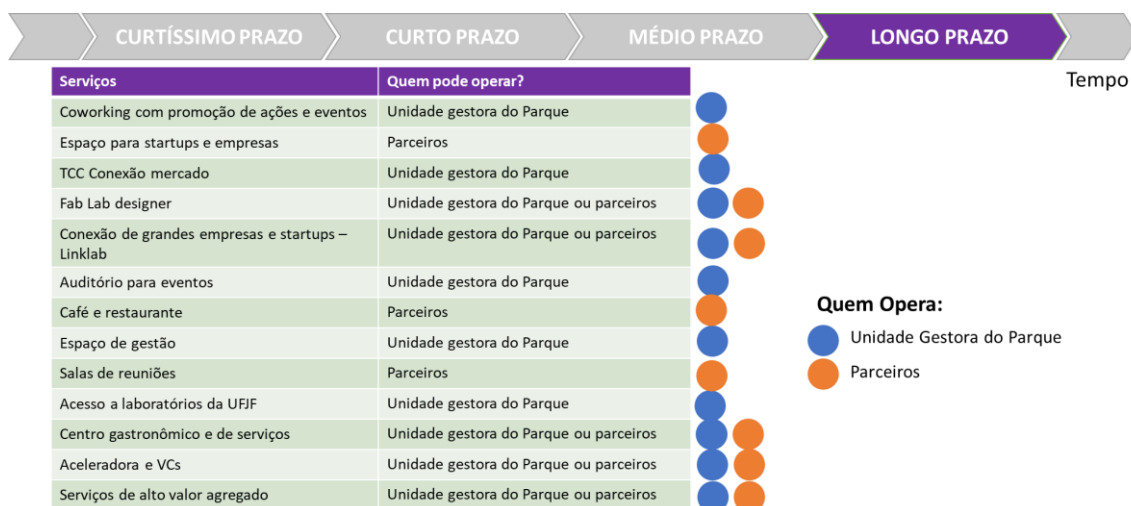 CURTÍSSIMO PRAZO
CURTO PRAZO
MÉDIO PRAZO
LONGO PRAZO
Tempo
Serviços Quem pode operar?
Coworking com promoção de ações e eventos Unidade gestora do Parque
Espaço para startups e empresas Parceiros
TCC Conexão mercado Unidade gestora do Parque
Fab Lab designer Unidade gestora do Parque ou parceiros
Conexão de grandes empresas e startups – Unidade gestora do Parque ou parceiros
Linklab
Auditório para eventos Unidade gestora do Parque
Café e restaurante Parceiros
Espaço de gestão Unidade gestora do Parque
Salas de reuniões Parceiros
Acesso a laboratórios da UFJF Unidade gestora do Parque
Centro gastronômico e de serviços Unidade gestora do Parque ou parceiros
Aceleradora e VCs Unidade gestora do Parque ou parceiros
Serviços de alto valor agregado Unidade gestora do Parque ou parceiros
Quem Opera:
Unidade Gestora do Parque
Parceiros